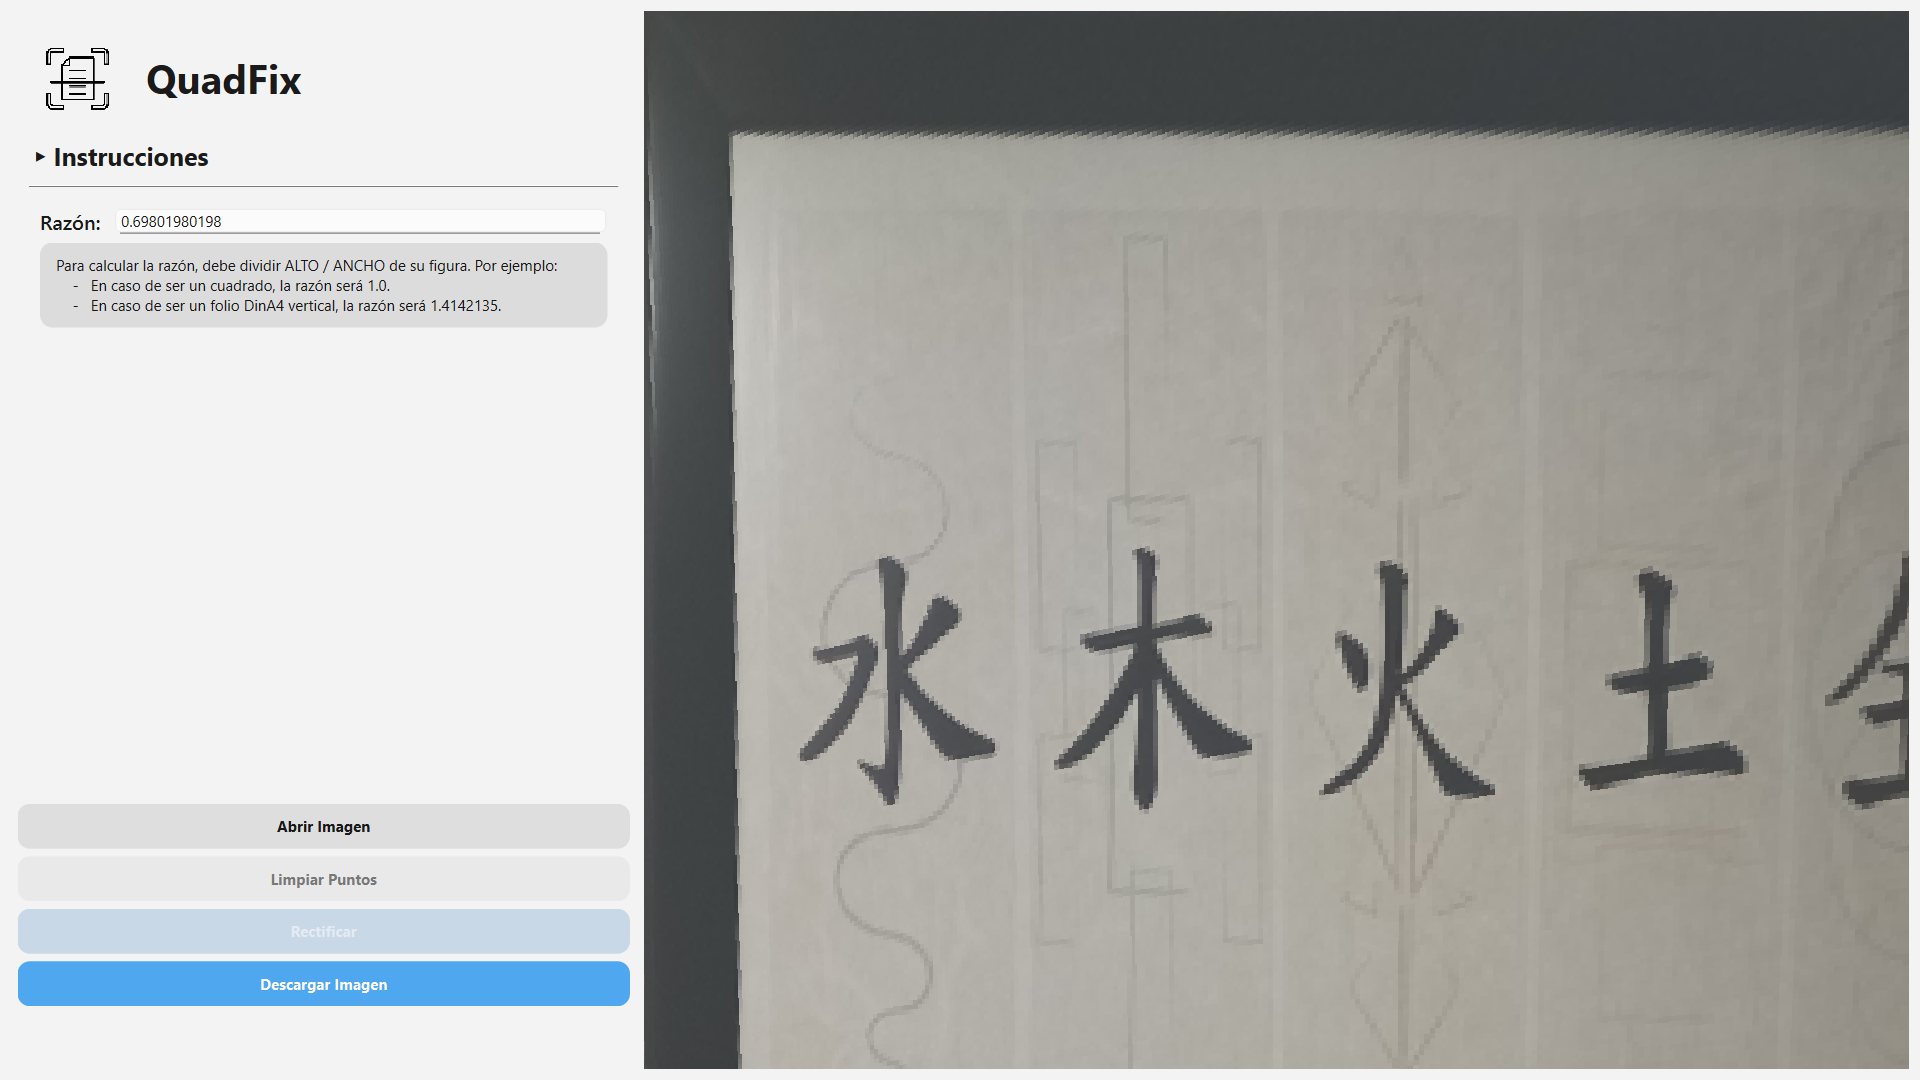 QuadFix
Instrucciones
Razón: 0.69801980198
Para calcular la razón, debe dividir ALTO / ANCHO de su figura. Por ejemplo:
- En caso de ser un cuadrado, la razón será 1.0.
- En caso de ser un folio DinA4 vertical, la razón será 1.4142135.
Abrir Imagen
Limpiar Puntos
Rectificar
Descargar Imagen
水 木 火 土